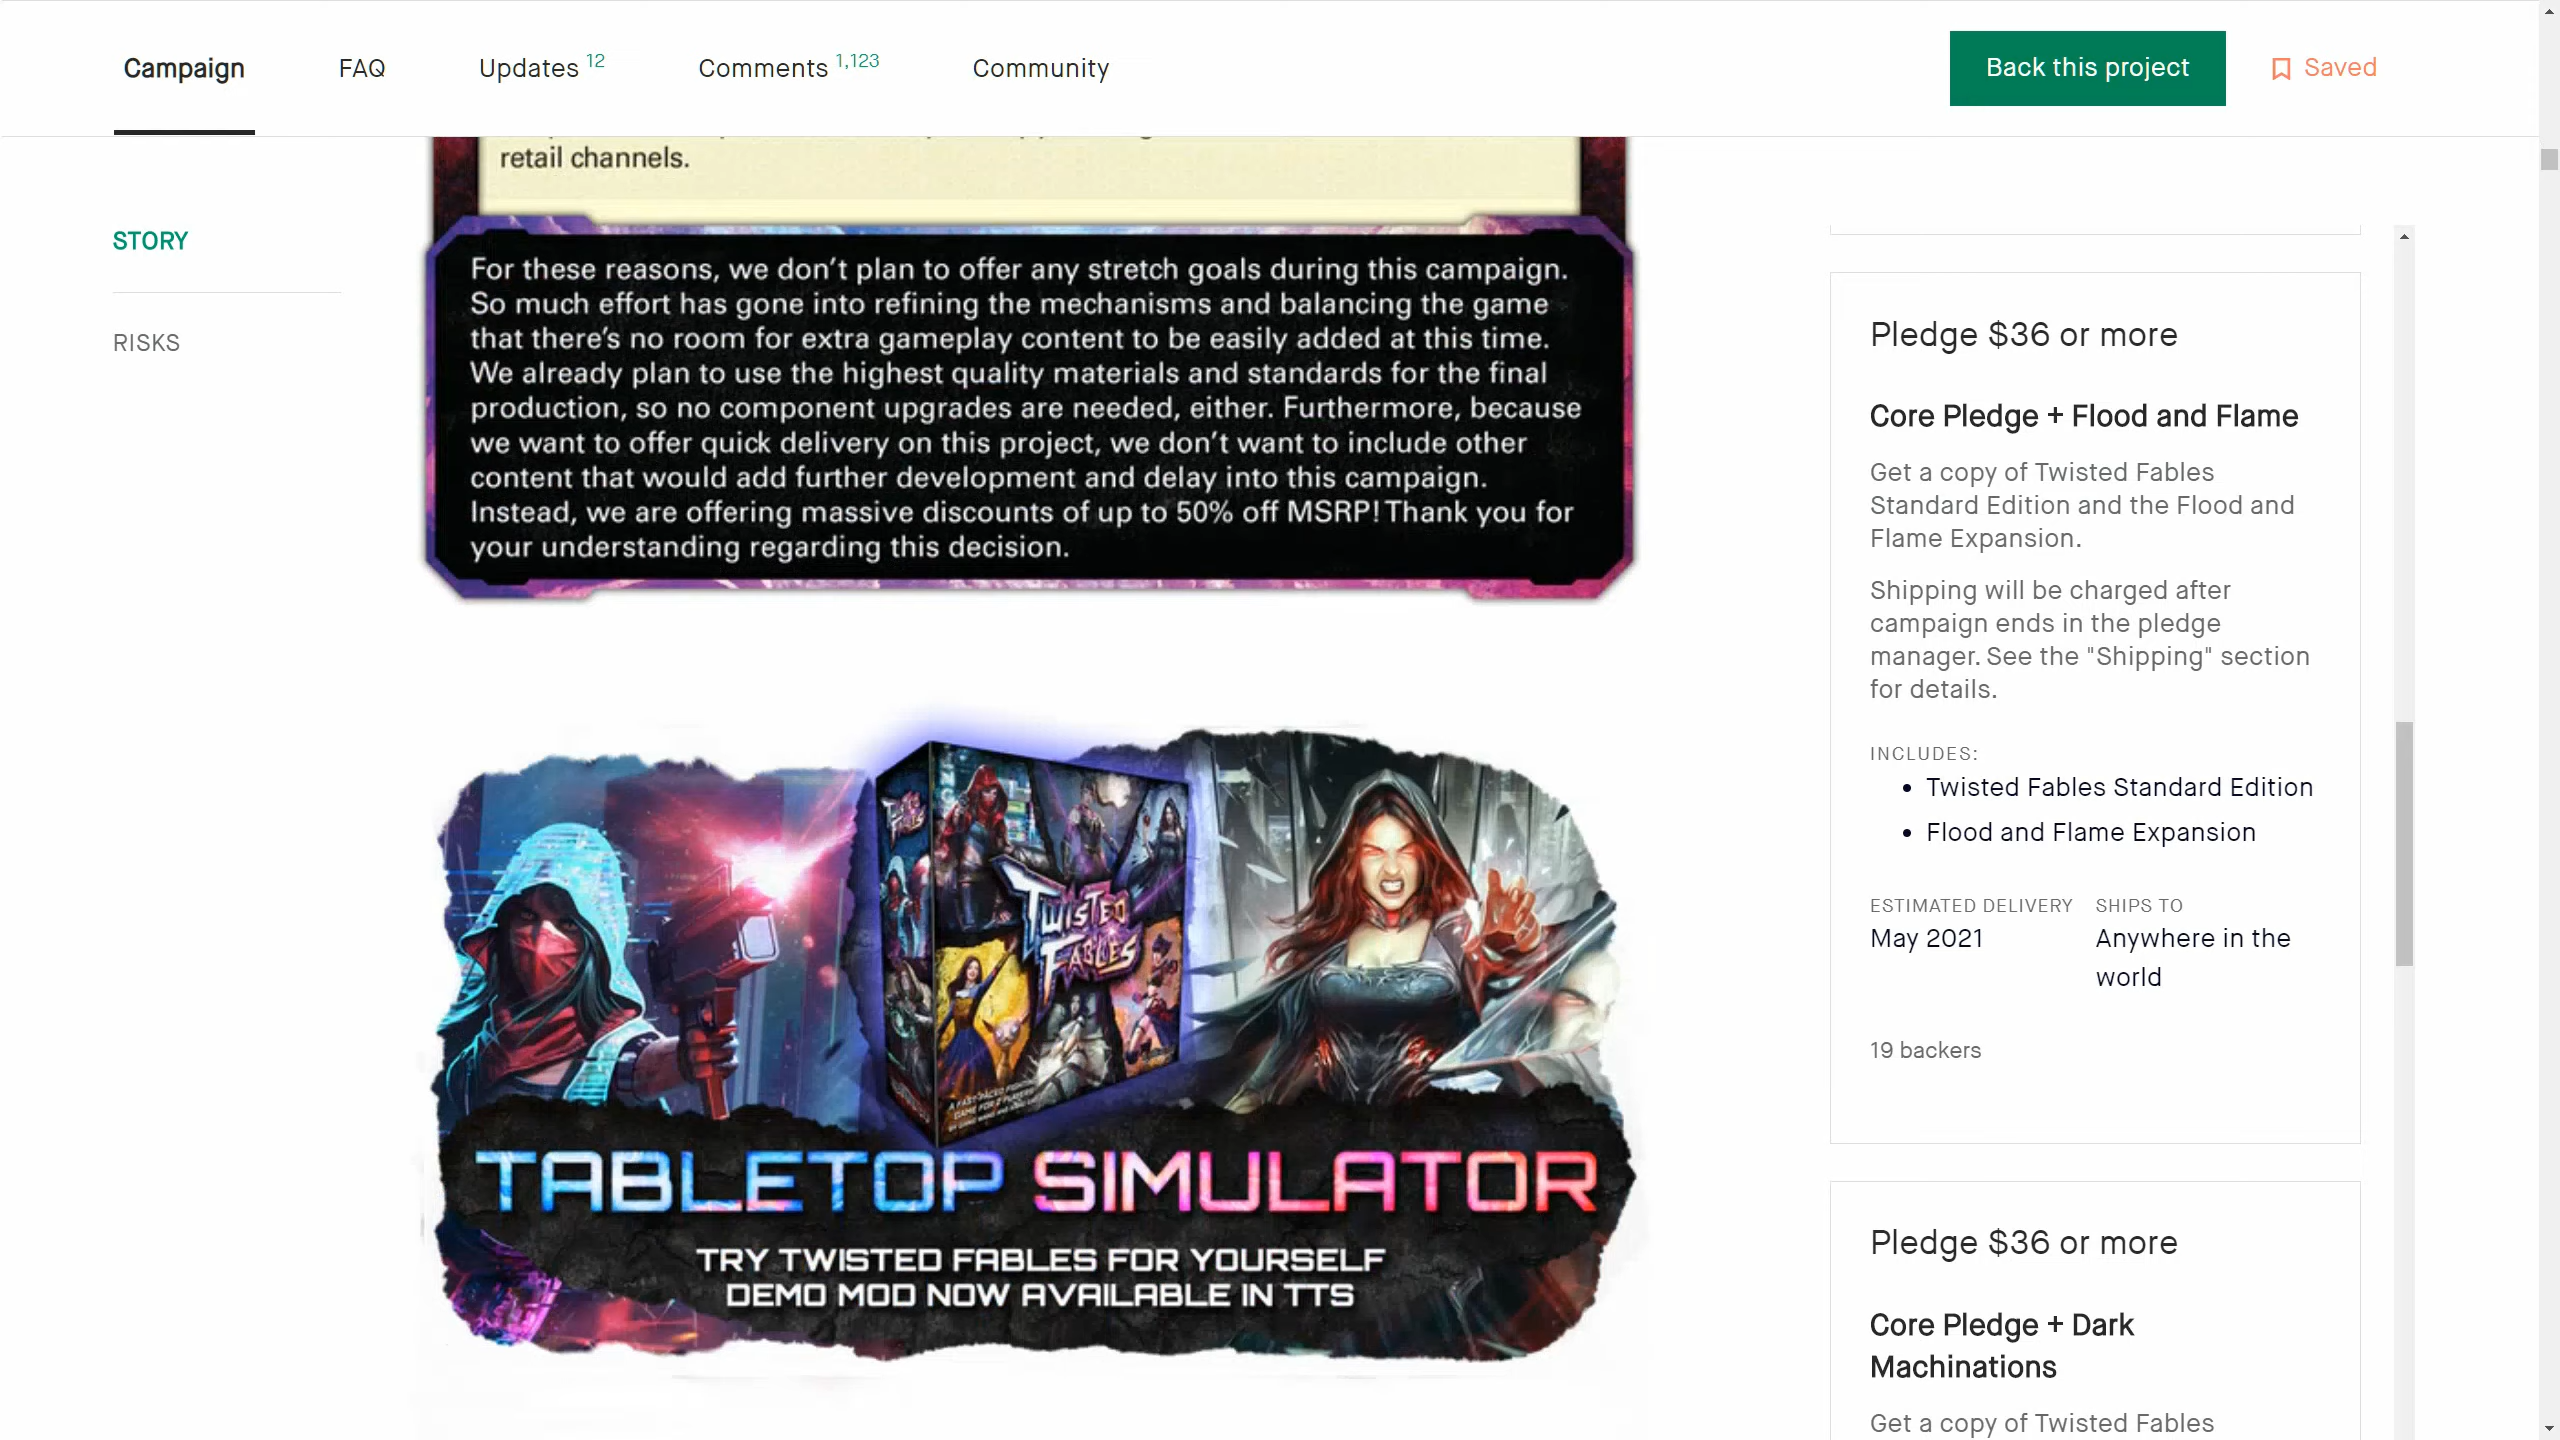 Campaign
FAQ
Updates 12
Comments 1,123
Community
Back this project
Saved
STORY
RISKS
retail channels.
For these reasons, we don't plan to offer any stretch goals during this campaign.
So much effort has gone into refining the mechanisms and balancing the game
that there's no room for extra gameplay content to be easily added at this time.
We already plan to use the highest quality materials and standards for the final
production, so no component upgrades are needed, either. Furthermore, because
we want to offer quick delivery on this project, we don't want to include other
content that would add further development and delay into this campaign.
Instead, we are offering massive discounts of up to 50% off MSRP! Thank you for
your understanding regarding this decision.
TWISTED
FABLES
TABLETOP SIMULATOR
TRY TWISTED FABLES FOR YOURSELF
DEMO MOD NOW AVAILABLE IN TTS
Pledge $36 or more
Core Pledge + Flood and Flame
Get a copy of Twisted Fables
Standard Edition and the Flood and
Flame Expansion.
Shipping will be charged after
campaign ends in the pledge
manager. See the "Shipping" section
for details.
INCLUDES:
• Twisted Fables Standard Edition
• Flood and Flame Expansion
ESTIMATED DELIVERY
May 2021
SHIPS TO
Anywhere in the
world
19 backers
Pledge $36 or more
Core Pledge + Dark
Machinations
Get a copy of Twisted Fables